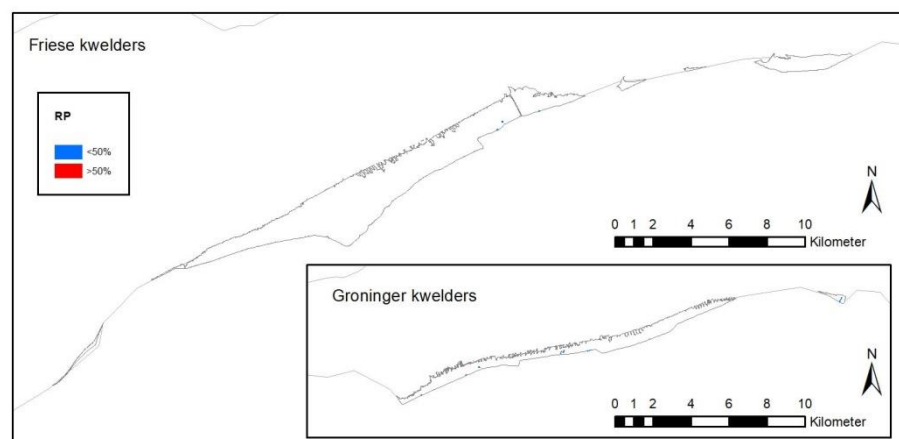 Friese kwelders
RP
<50%
>50%
N
0 1 2 4 6 8 10
Kilometer
Groninger kwelders
N
0 1 2 4 6 8 10
Kilometer